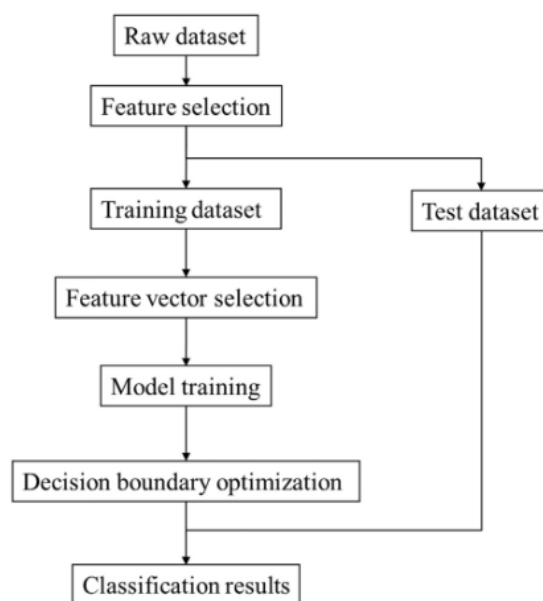 Raw dataset
Feature selection
Training dataset
Test dataset
Feature vector selection
Model training
Decision boundary optimization
Classification results